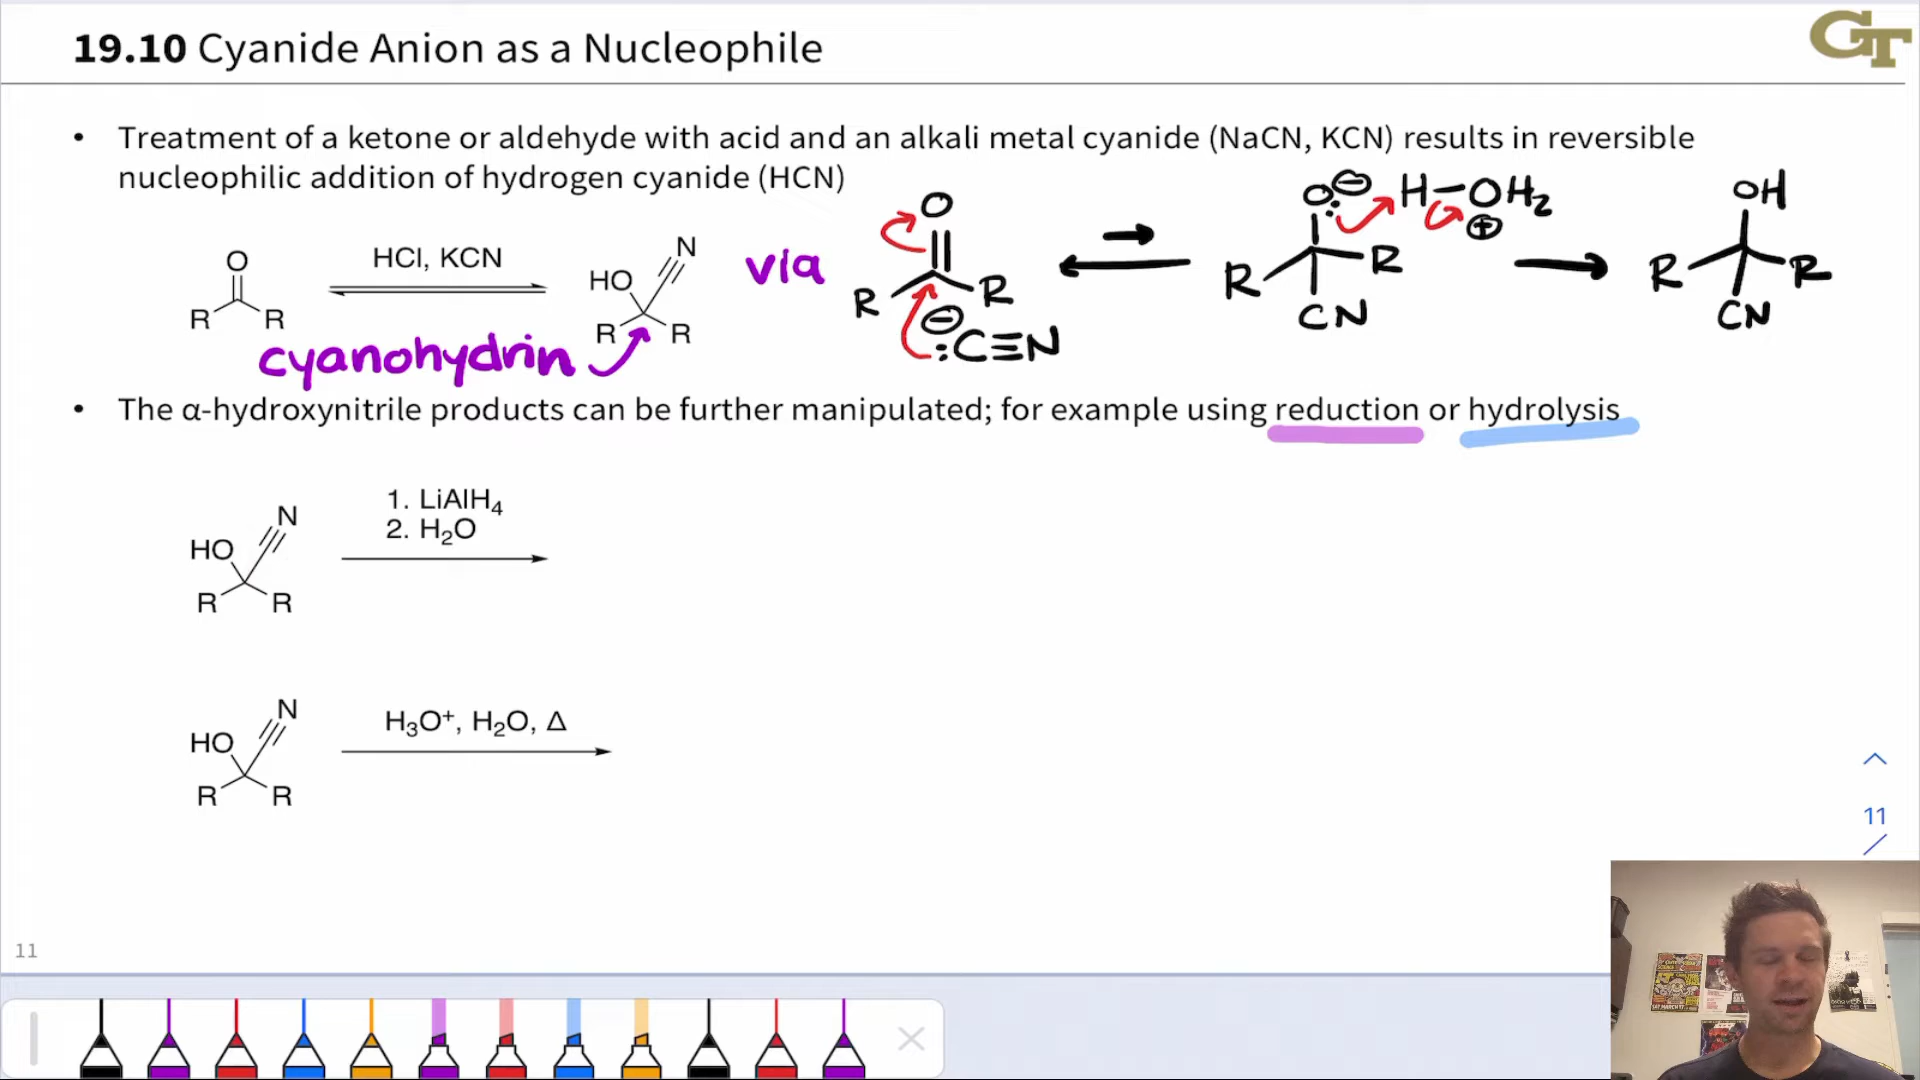 19.10 Cyanide Anion as a Nucleophile
GT
• Treatment of a ketone or aldehyde with acid and an alkali metal cyanide (NaCN, KCN) results in reversible
nucleophilic addition of hydrogen cyanide (HCN)
O
R R
HCl, KCN
HO N
R R
cyanohydrin
via
O
R R
⊖
:C≡N
O:⊖ H–OH₂
⊕
R R
CN
OH
R R
CN
• The α-hydroxynitrile products can be further manipulated; for example using reduction or hydrolysis
HO N
R R
1. LiAlH₄
2. H₂O
HO N
R R
H₃O⁺, H₂O, Δ
11
11